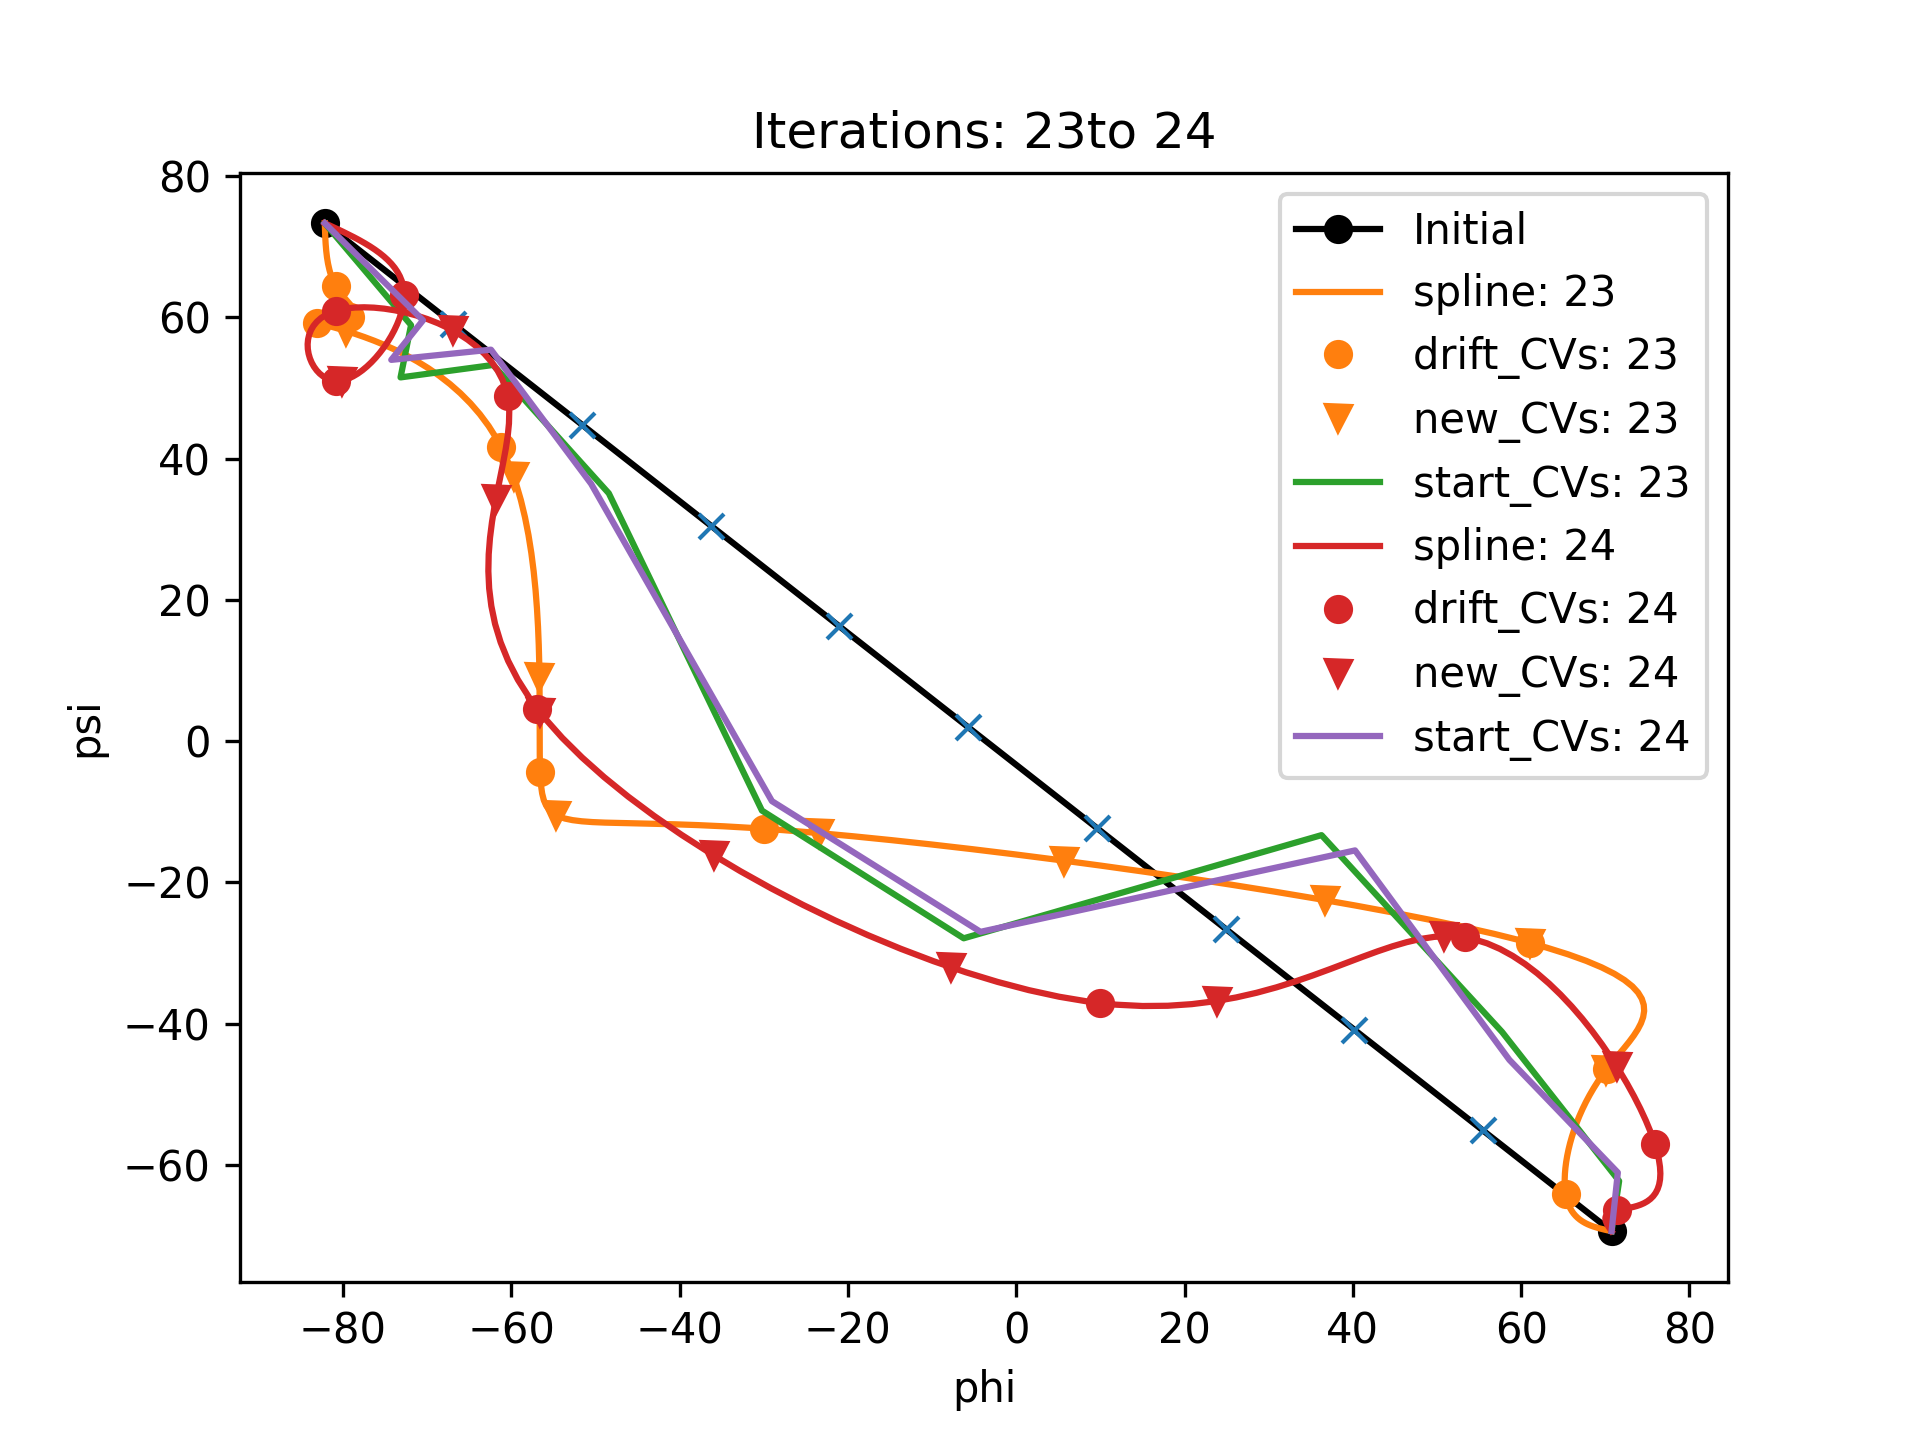 Iterations: 23to 24
80
60
40
20
0
−20
−40
−60
psi
Initial
spline: 23
drift_CVs: 23
new_CVs: 23
start_CVs: 23
spline: 24
drift_CVs: 24
new_CVs: 24
start_CVs: 24
−80 −60 −40 −20 0 20 40 60 80
phi